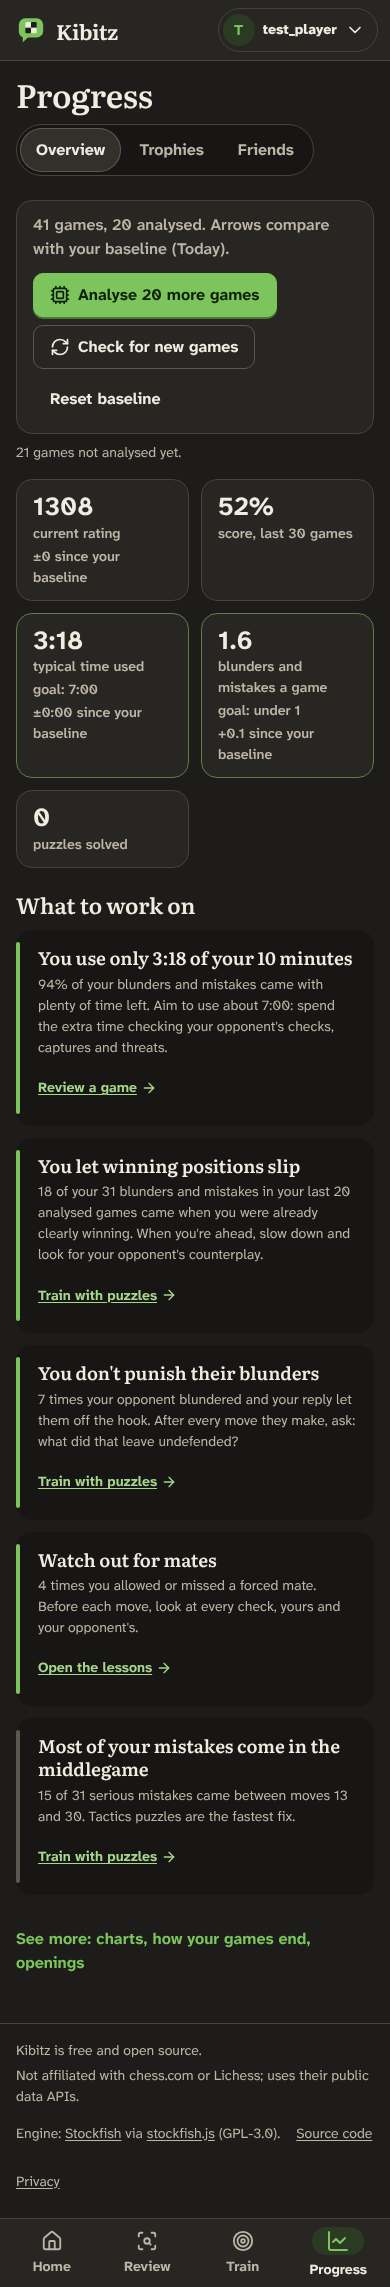 Kibitz
T
test_player
Progress
Overview
Trophies
Friends
41 games, 20 analysed. Arrows compare
with your baseline (Today).
Analyse 20 more games
Check for new games
Reset baseline
21 games not analysed yet.
1308
current rating
±0 since your
baseline
52%
score, last 30 games
3:18
typical time used
goal: 7:00
±0:00 since your
baseline
1.6
blunders and
mistakes a game
goal: under 1
+0.1 since your
baseline
0
puzzles solved
What to work on
You use only 3:18 of your 10 minutes
94% of your blunders and mistakes came with
plenty of time left. Aim to use about 7:00: spend
the extra time checking your opponent's checks,
captures and threats.
Review a game →
You let winning positions slip
18 of your 31 blunders and mistakes in your last 20
analysed games came when you were already
clearly winning. When you're ahead, slow down and
look for your opponent's counterplay.
Train with puzzles →
You don't punish their blunders
7 times your opponent blundered and your reply let
them off the hook. After every move they make, ask:
what did that leave undefended?
Train with puzzles →
Watch out for mates
4 times you allowed or missed a forced mate.
Before each move, look at every check, yours and
your opponent's.
Open the lessons →
Most of your mistakes come in the
middlegame
15 of 31 serious mistakes came between moves 13
and 30. Tactics puzzles are the fastest fix.
Train with puzzles →
See more: charts, how your games end,
openings
Kibitz is free and open source.
Not affiliated with chess.com or Lichess; uses their public
data APIs.
Engine: Stockfish via stockfish.js (GPL-3.0). Source code
Privacy
Home
Review
Train
Progress